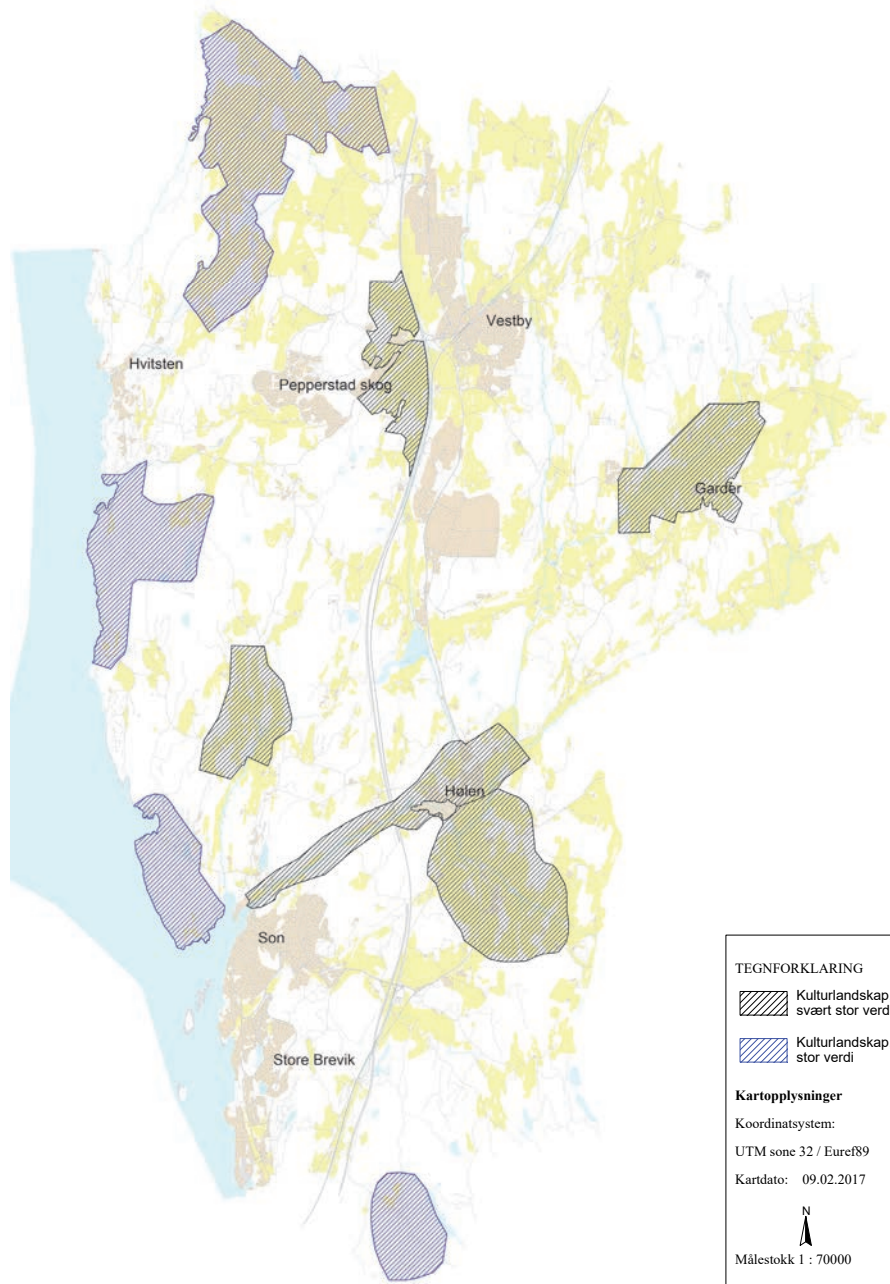 Vestby
Hvitsten
Pepperstad skog
Garder
Hølen
Son
Store Brevik
TEGNFORKLARING
Kulturlandskap
svært stor verd
Kulturlandskap
stor verdi
Kartopplysninger
Koordinatsystem:
UTM sone 32 / Euref89
Kartdato: 09.02.2017
N
Målestokk 1 : 70000